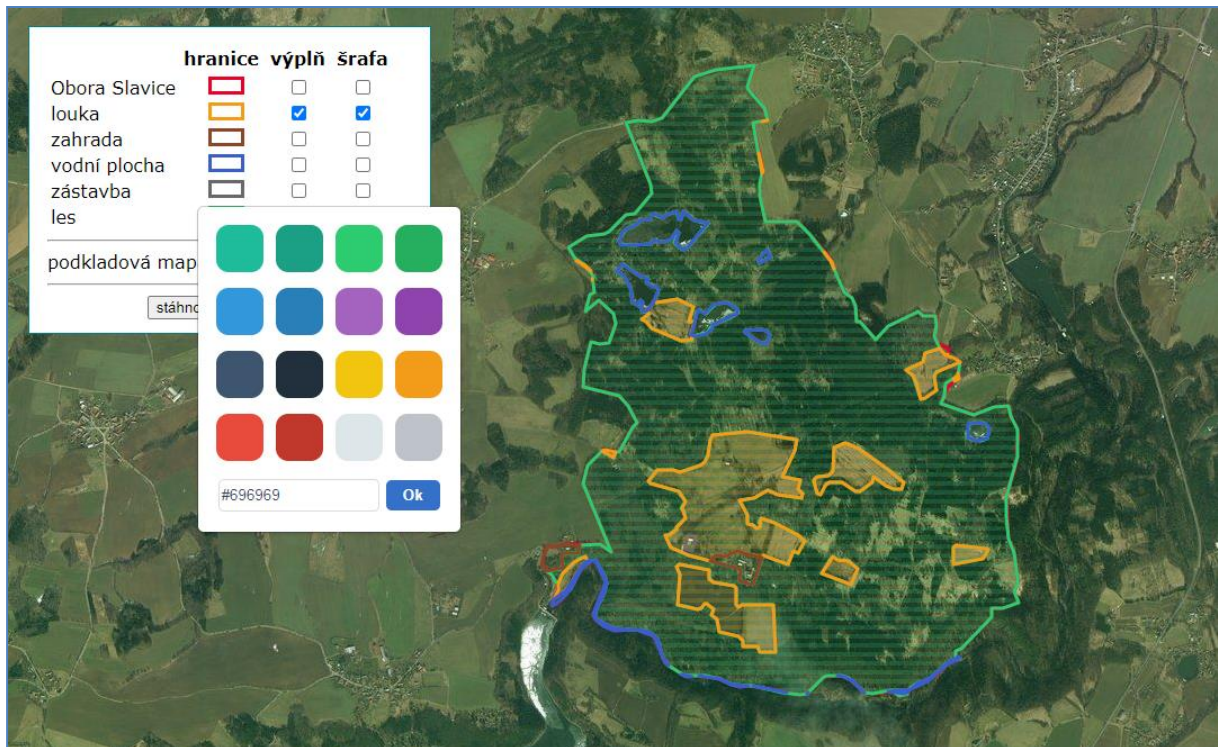 hranice výplň šrafa
Obora Slavice
louka
zahrada
vodní plocha
zástavba
les
podkladová map
stáhno
#696969 Ok